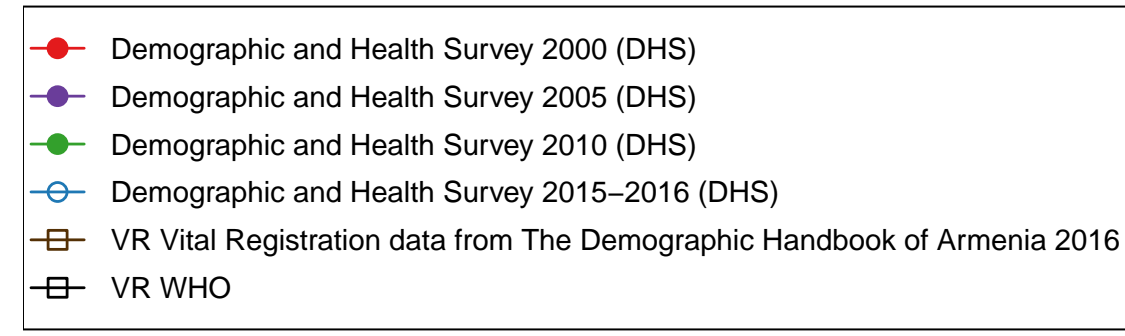 Demographic and Health Survey 2000 (DHS)
Demographic and Health Survey 2005 (DHS)
Demographic and Health Survey 2010 (DHS)
Demographic and Health Survey 2015−2016 (DHS)
VR Vital Registration data from The Demographic Handbook of Armenia 2016
VR WHO